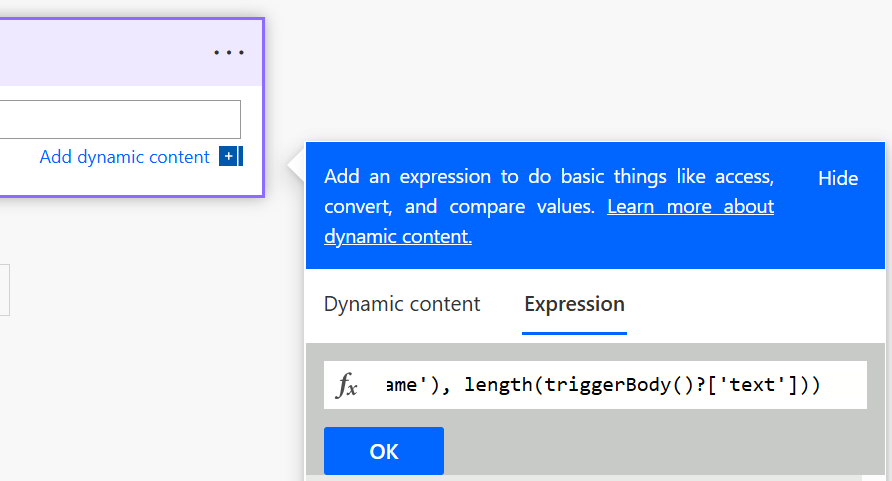 Add dynamic content
Add an expression to do basic things like access,
convert, and compare values. Learn more about
dynamic content.
Hide
Dynamic content
Expression
fx
ame'), length(triggerBody()?['text']))
OK